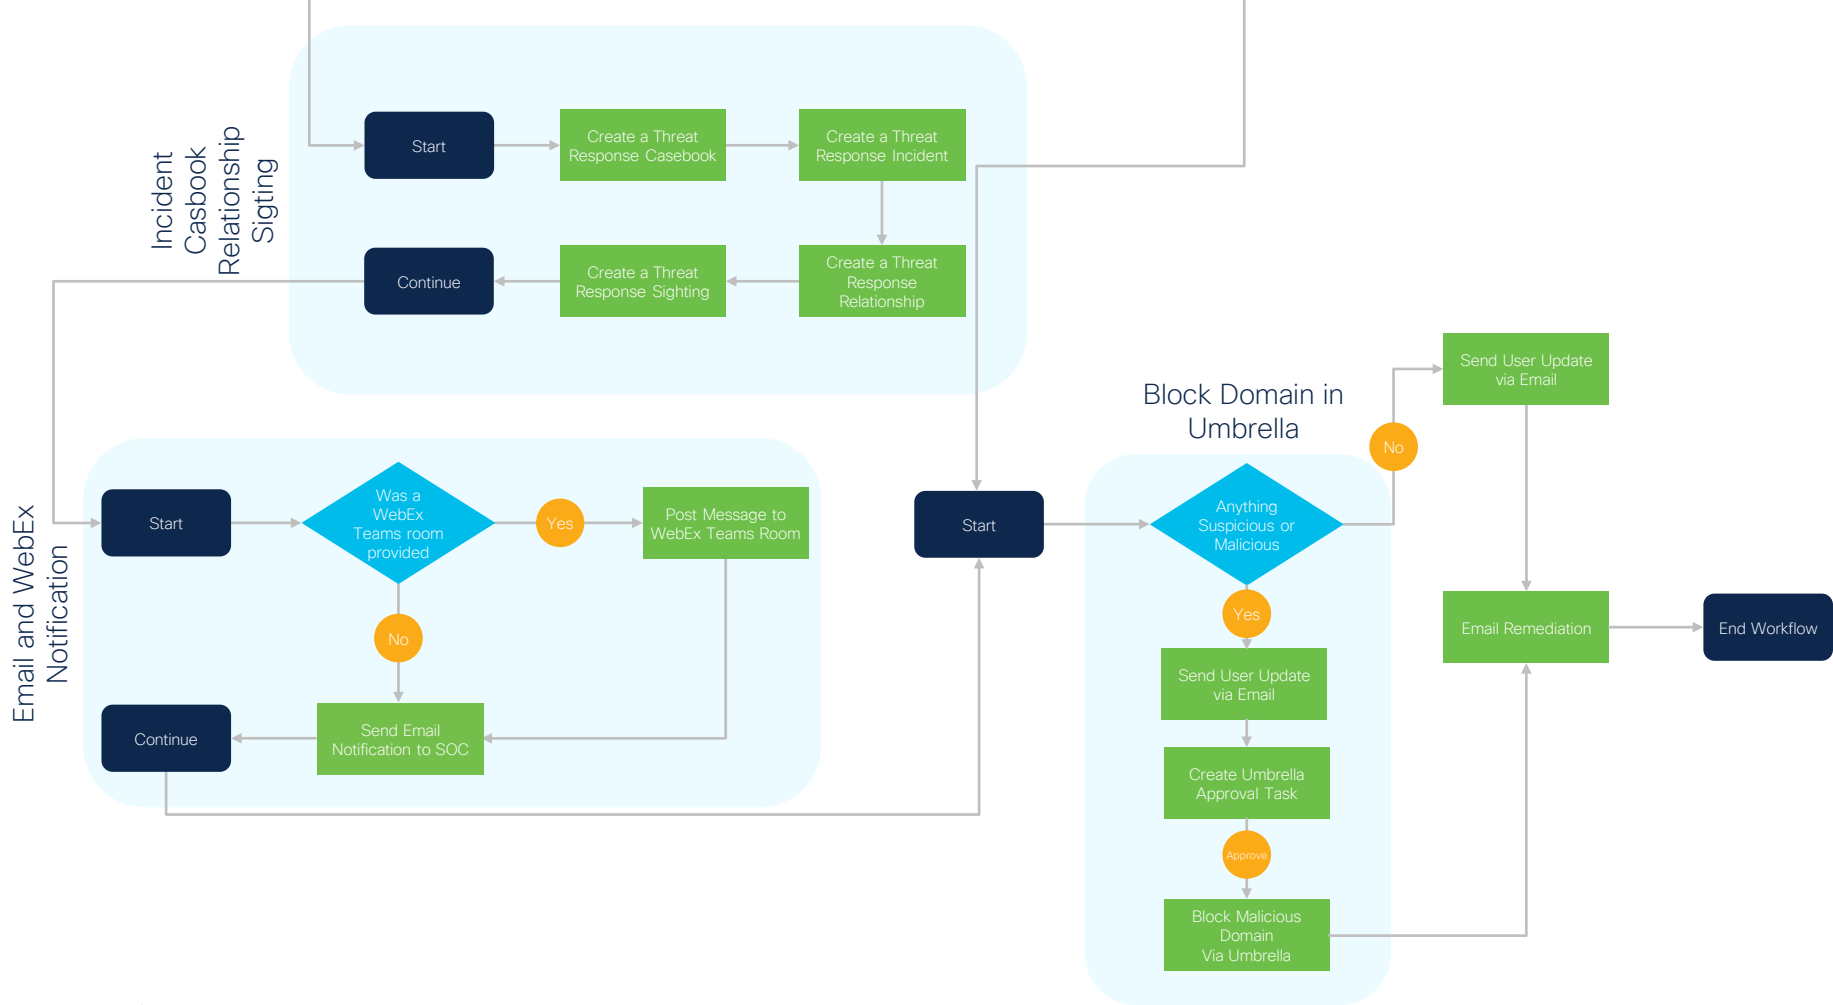 Incident
Casbook
Relationship
Sigting
Start
Create a Threat
Response Casebook
Create a Threat
Response Incident
Continue
Create a Threat
Response Sighting
Create a Threat
Response
Relationship
Email and WebEx
Notification
Start
Was a
WebEx
Teams room
provided
Yes
Post Message to
WebEx Teams Room
No
Continue
Send Email
Notification to SOC
Block Domain in
Umbrella
Start
Anything
Suspicious or
Malicious
No
Send User Update
via Email
Yes
Send User Update
via Email
Create Umbrella
Approval Task
Approve
Block Malicious
Domain
Via Umbrella
Email Remediation
End Workflow